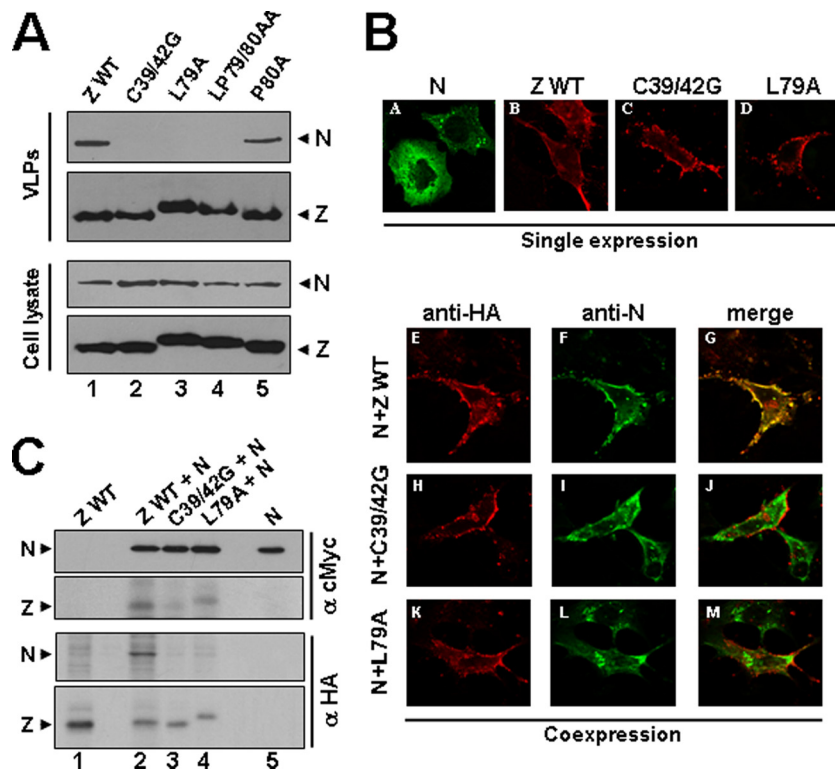 A
Z WT
C39/42G
L79A
LP79/80AA
P80A
VLPs
◄ N
◄ Z
Cell lysate
◄ N
◄ Z
1 2 3 4 5
B
N Z WT C39/42G L79A
A B C D
Single expression
anti-HA anti-N merge
N+Z WT
E F G
N+C39/42G
H I J
N+L79A
K L M
Coexpression
C
Z WT
Z WT + N
C39/42G + N
L79A + N
N
N►
Z►
α cMyc
N►
Z►
α HA
1 2 3 4 5